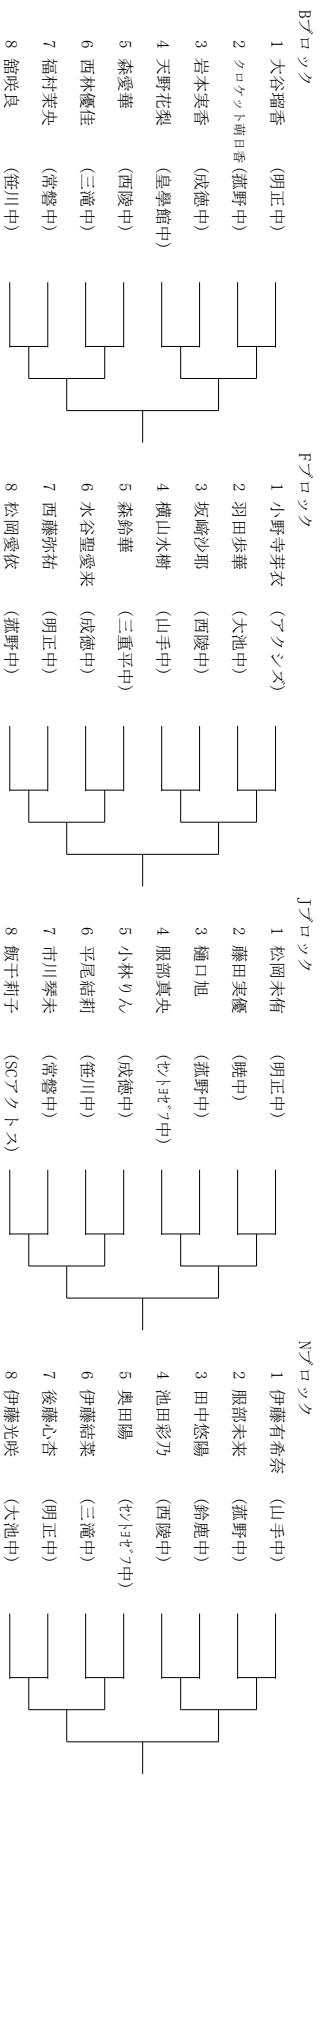 Bブロック
1 大谷瑠香 (明正中)
2 クロケット萌日香 (菰野中)
3 岩本実香 (成徳中)
4 天野花梨 (皇學館中)
5 森愛華 (西陵中)
6 西林優佳 (三滝中)
7 福村茉央 (常磐中)
8 舘咲良 (笹川中)
Fブロック
1 小野寺芽衣 (アクシズ)
2 羽田歩華 (大池中)
3 坂﨑沙耶 (西陵中)
4 横山水樹 (山手中)
5 森鈴華 (三重平中)
6 水谷聖愛来 (成徳中)
7 西藤弥祐 (明正中)
8 松岡愛依 (菰野中)
Jブロック
1 松岡未侑 (明正中)
2 藤田実優 (暁中)
3 樋口旭 (菰野中)
4 服部真央 (ｾﾝﾄﾖｾﾞﾌ中)
5 小林りん (成徳中)
6 平尾結莉 (笹川中)
7 市川琴未 (常磐中)
8 飯干莉子 (SCアクトス)
Nブロック
1 伊藤有希奈 (山手中)
2 服部未来 (菰野中)
3 田中悠陽 (鈴鹿中)
4 池田彩乃 (西陵中)
5 奥田陽 (ｾﾝﾄﾖｾﾞﾌ中)
6 伊藤結菜 (三滝中)
7 後藤心杏 (明正中)
8 伊藤光咲 (大池中)